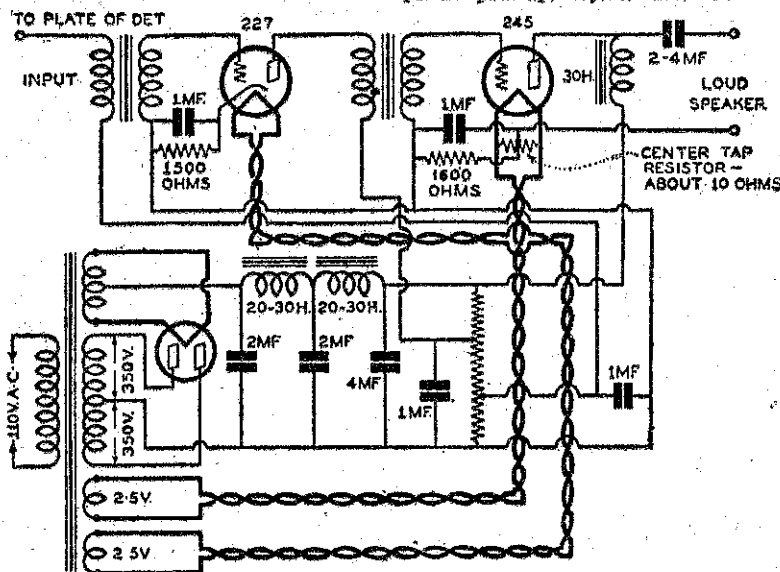 TO PLATE OF DET
227
245
INPUT
1MF.
1500
OHMS
1MF
1600
OHMS
30H.
2-4MF
LOUD
SPEAKER
CENTER TAP
RESISTOR-
ABOUT 10 OHMS
20-30H.
20-30H.
2MF
2MF
4MF
1MF.
1MF
110V.A-C-
350V.
350V.
2.5V.
2 5V.